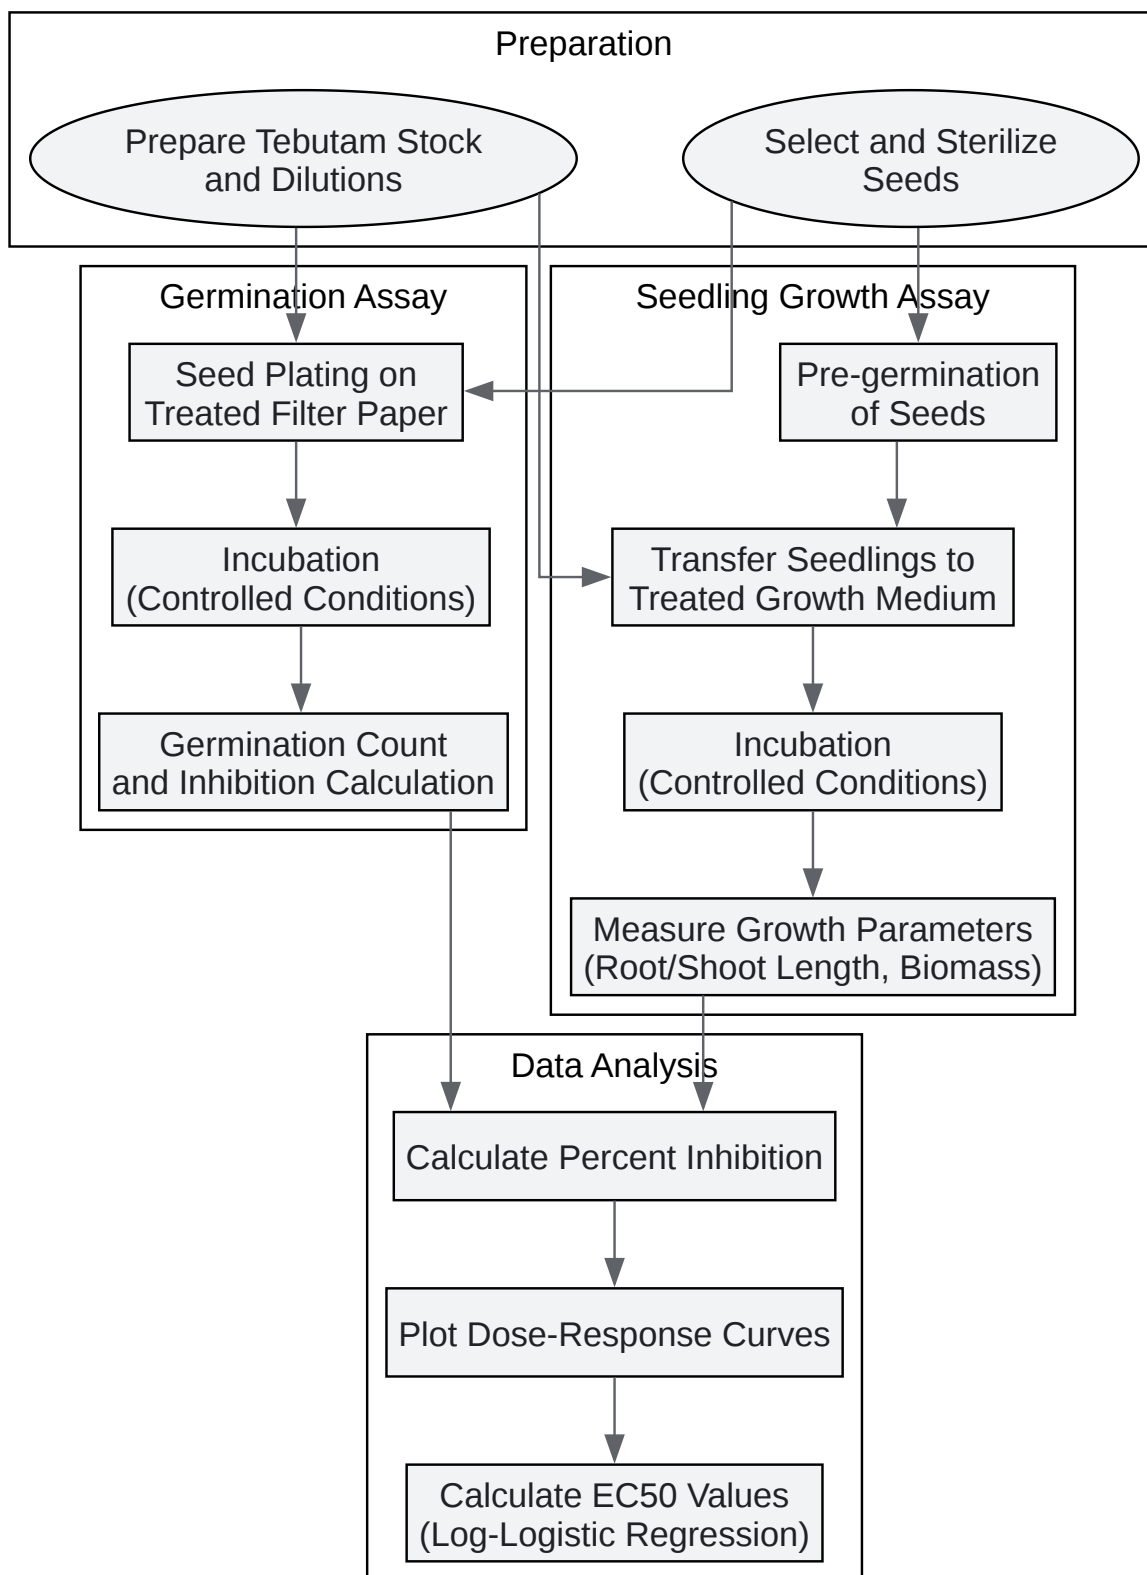 Preparation
Prepare Tebutam Stock
and Dilutions
Select and Sterilize
Seeds
Germination Assay
Seed Plating on
Treated Filter Paper
Incubation
(Controlled Conditions)
Germination Count
and Inhibition Calculation
Seedling Growth Assay
Pre-germination
of Seeds
Transfer Seedlings to
Treated Growth Medium
Incubation
(Controlled Conditions)
Measure Growth Parameters
(Root/Shoot Length, Biomass)
Data Analysis
Calculate Percent Inhibition
Plot Dose-Response Curves
Calculate EC50 Values
(Log-Logistic Regression)